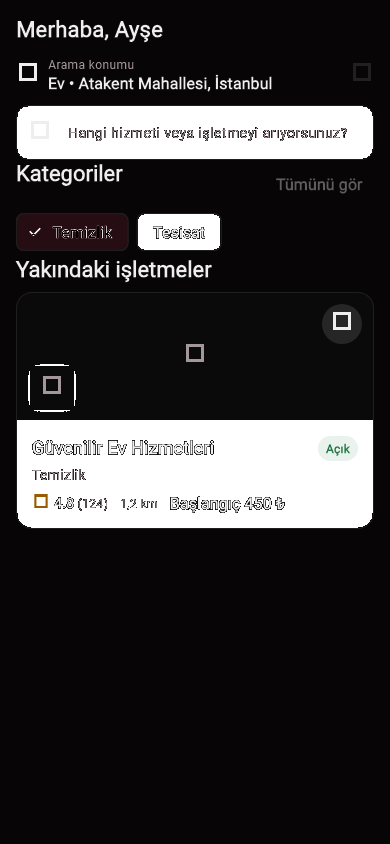 Merhaba, Ayşe
Arama konumu
Ev • Atakent Mahallesi, İstanbul
Hangi hizmeti veya işletmeyi arıyorsunuz?
Kategoriler
Tümünü gör
Temizlik
Tesisat
Yakındaki işletmeler
Güvenilir Ev Hizmetleri
Açık
Temizlik
4.8 (124) 1,2 km Başlangıç 450 ₺